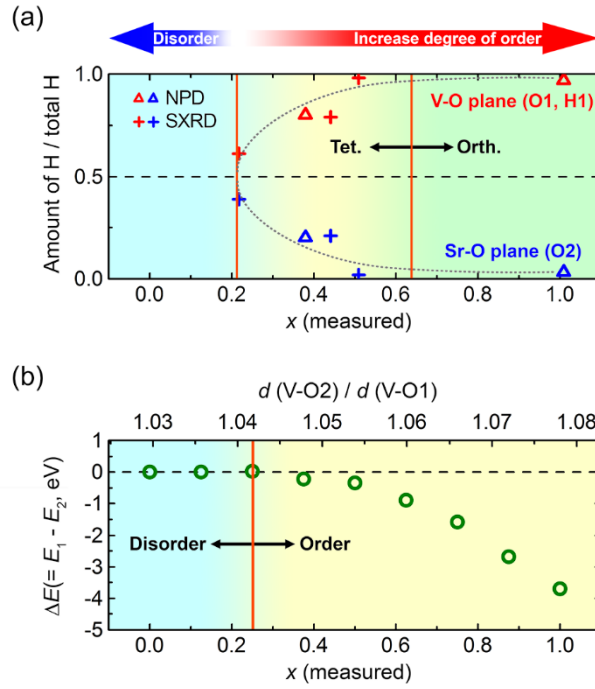 (a)
Disorder
Increase degree of order
1.0
0.5
0.0
Amount of H / total H
NPD
SXRD
V-O plane (O1, H1)
Tet.
Orth.
Sr-O plane (O2)
0.0 0.2 0.4 0.6 0.8 1.0
x (measured)
(b)
d (V-O2) / d (V-O1)
1.03 1.04 1.05 1.06 1.07 1.08
1
0
-1
-2
-3
-4
-5
ΔE(= E1 - E2, eV)
Disorder
Order
0.0 0.2 0.4 0.6 0.8 1.0
x (measured)